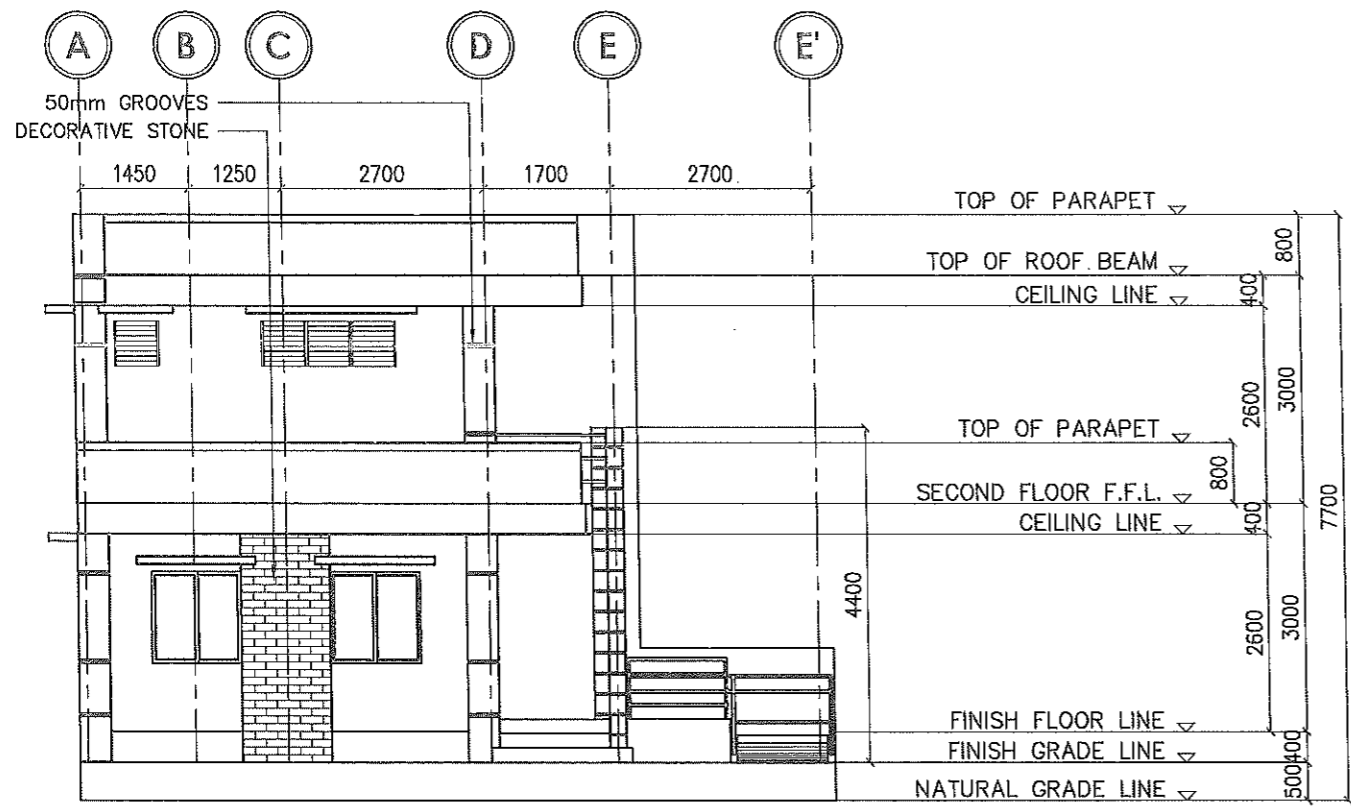 A B C D E E'
50mm GROOVES
DECORATIVE STONE
1450 1250 2700 1700 2700
TOP OF PARAPET
800
TOP OF ROOF BEAM
400
CEILING LINE
2600
3000
TOP OF PARAPET
800
SECOND FLOOR F.F.L.
400
CEILING LINE
7700
4400
2600
3000
FINISH FLOOR LINE
400
FINISH GRADE LINE
500
NATURAL GRADE LINE